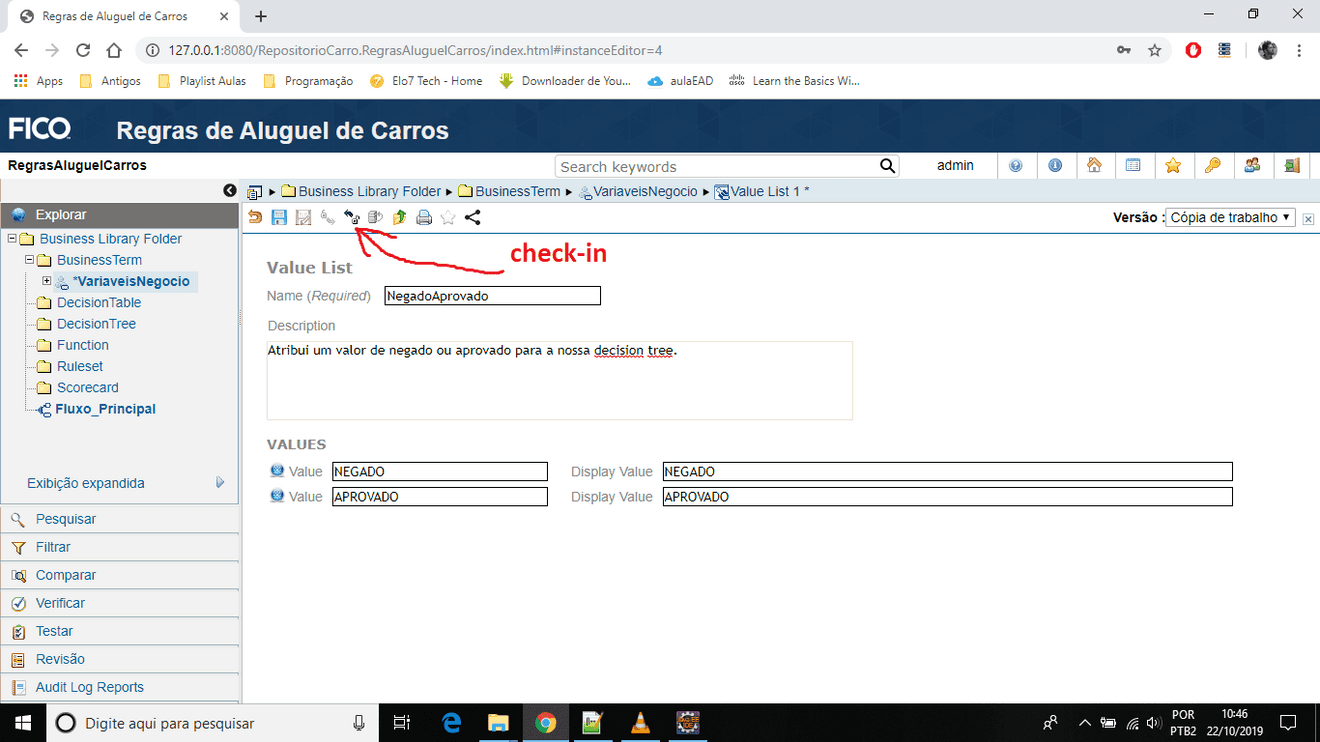 Regras de Aluguel de Carros
127.0.0.1:8080/RepositorioCarro.RegrasAluguelCarros/index.html#instanceEditor=4
Apps Antigos Playlist Aulas Programação Elo7 Tech - Home Downloader de You... aulaEAD Learn the Basics Wi...
FICO Regras de Aluguel de Carros
RegrasAluguelCarros Search keywords admin
Business Library Folder BusinessTerm VariaveisNegocio Value List 1 *
Explorar
Versão : Cópia de trabalho
Business Library Folder
BusinessTerm
*VariaveisNegocio
DecisionTable
DecisionTree
Function
Ruleset
Scorecard
Fluxo_Principal
Exibição expandida
Pesquisar
Filtrar
Comparar
Verificar
Testar
Revisão
Audit Log Reports
check-in
Value List
Name (Required) NegadoAprovado
Description
Atribui um valor de negado ou aprovado para a nossa decision tree.
VALUES
Value NEGADO Display Value NEGADO
Value APROVADO Display Value APROVADO
Digite aqui para pesquisar
POR
PTB2
10:46
22/10/2019